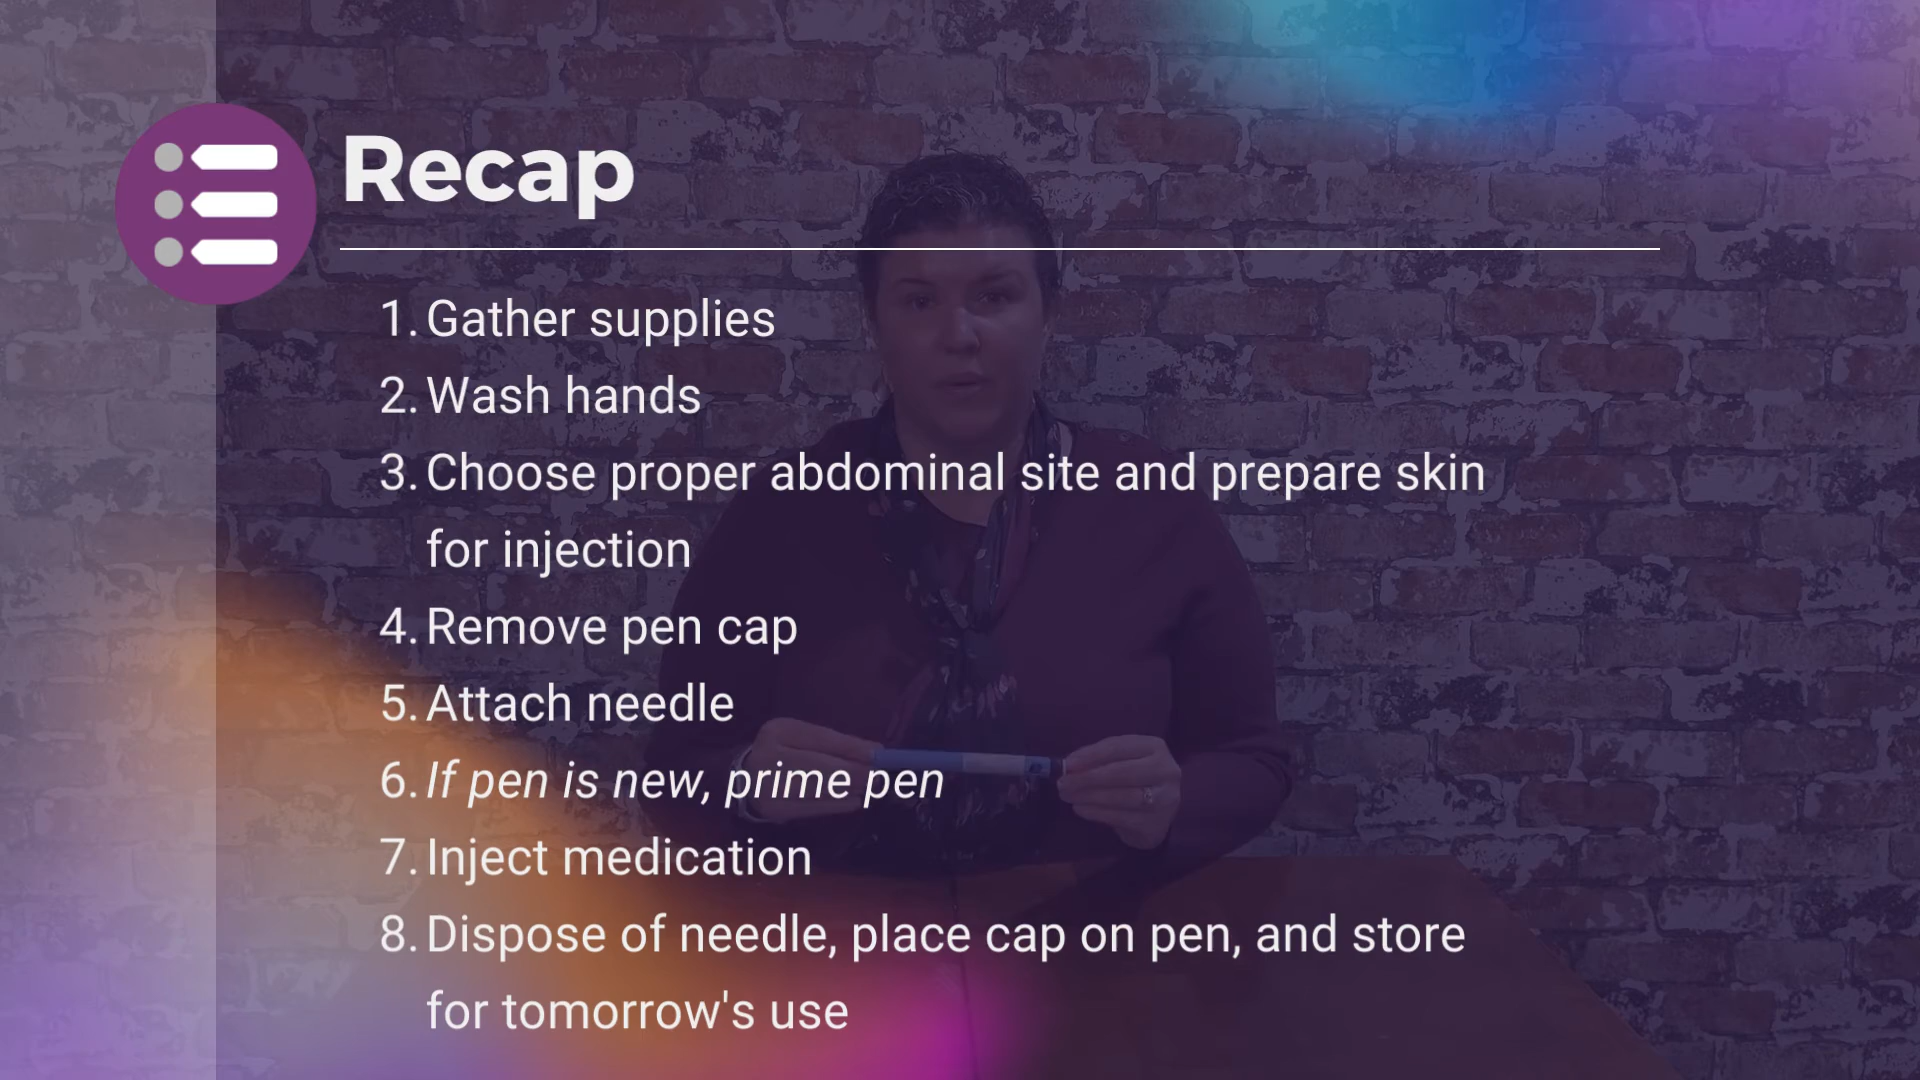 Recap
1. Gather supplies
2. Wash hands
3. Choose proper abdominal site and prepare skin
for injection
4. Remove pen cap
5. Attach needle
6. If pen is new, prime pen
7. Inject medication
8. Dispose of needle, place cap on pen, and store
for tomorrow's use